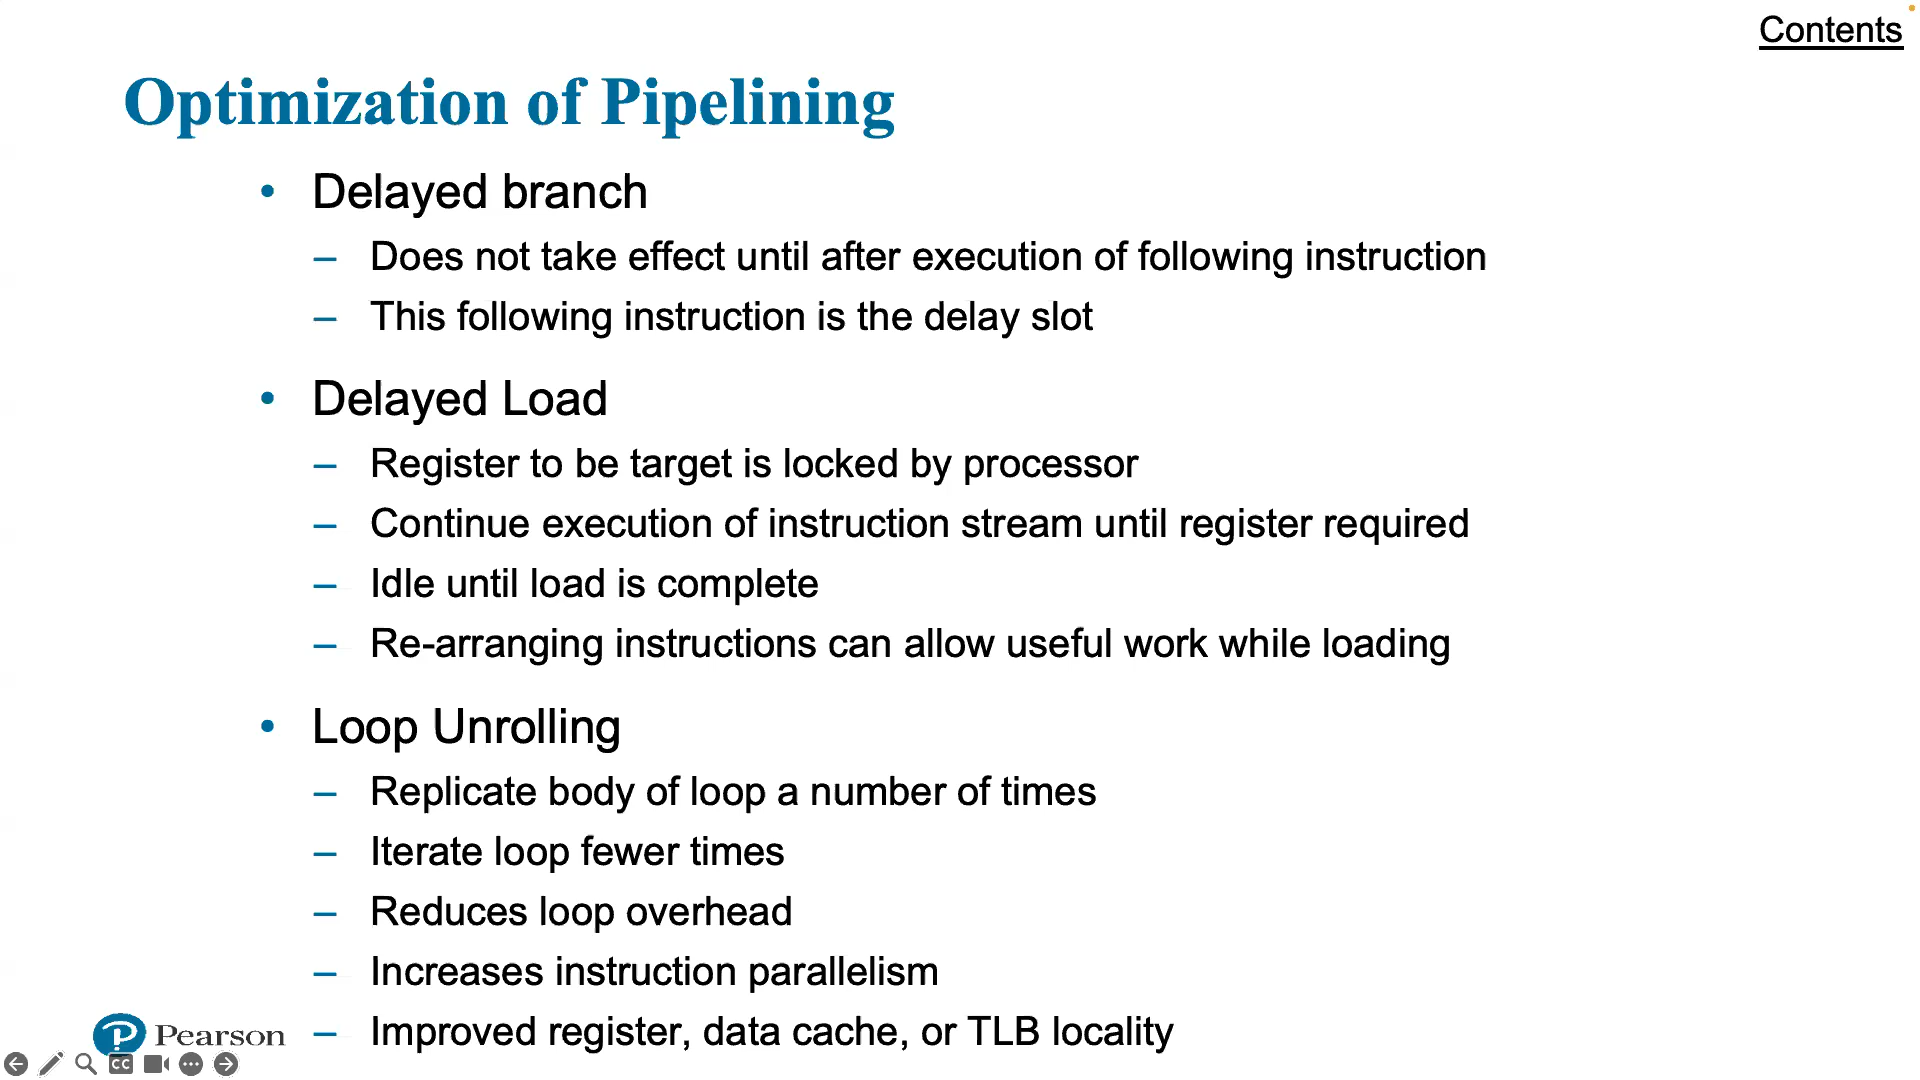 Contents
Optimization of Pipelining
• Delayed branch
– Does not take effect until after execution of following instruction
– This following instruction is the delay slot
• Delayed Load
– Register to be target is locked by processor
– Continue execution of instruction stream until register required
– Idle until load is complete
– Re-arranging instructions can allow useful work while loading
• Loop Unrolling
– Replicate body of loop a number of times
– Iterate loop fewer times
– Reduces loop overhead
– Increases instruction parallelism
– Improved register, data cache, or TLB locality
P Pearson
CC